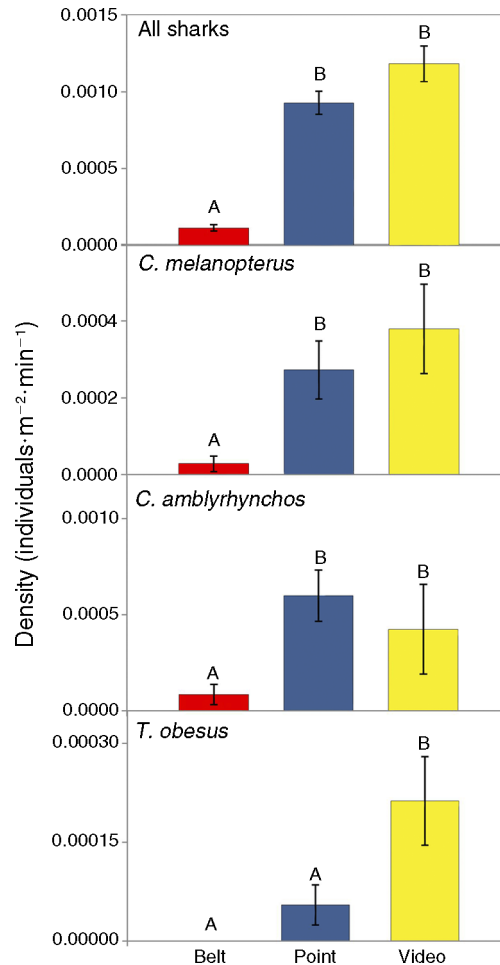 Density (individuals·m−2·min−1)
All sharks
0.0015
0.0010
0.0005
0.0000
A
B
B
C. melanopterus
0.0004
0.0002
0.0000
A
B
B
C. amblyrhynchos
0.0010
0.0005
0.0000
A
B
B
T. obesus
0.00030
0.00015
0.00000
A
A
B
Belt Point Video